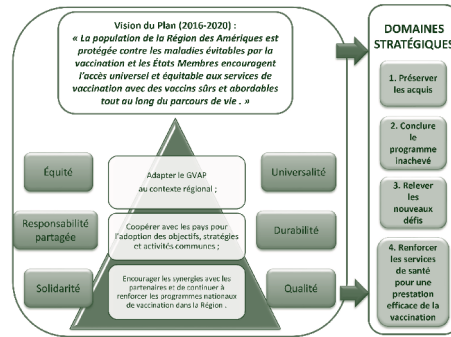 Vision du Plan (2016-2020) :
« La population de la Région des Amériques est
protégée contre les maladies évitables par la
vaccination et les États Membres encouragent
l'accès universel et équitable aux services de
vaccination avec des vaccins sûrs et abordables
tout au long du parcours de vie . »
Équité
Responsabilité
partagée
Solidarité
Adapter le GVAP
au contexte régional ;
Coopérer avec les pays pour
l'adoption des objectifs, stratégies
et activités communes ;
Encourager les synergies avec les
partenaires et de continuer à
renforcer les programmes nationaux
de vaccination dans la Région .
Universalité
Durabilité
Qualité
DOMAINES
STRATÉGIQUES
1. Préserver
les acquis
2. Conclure
le
programme
inachevé
3. Relever
les
nouveaux
défis
4. Renforcer
les services
de santé
pour une
prestation
efficace de la
vaccination